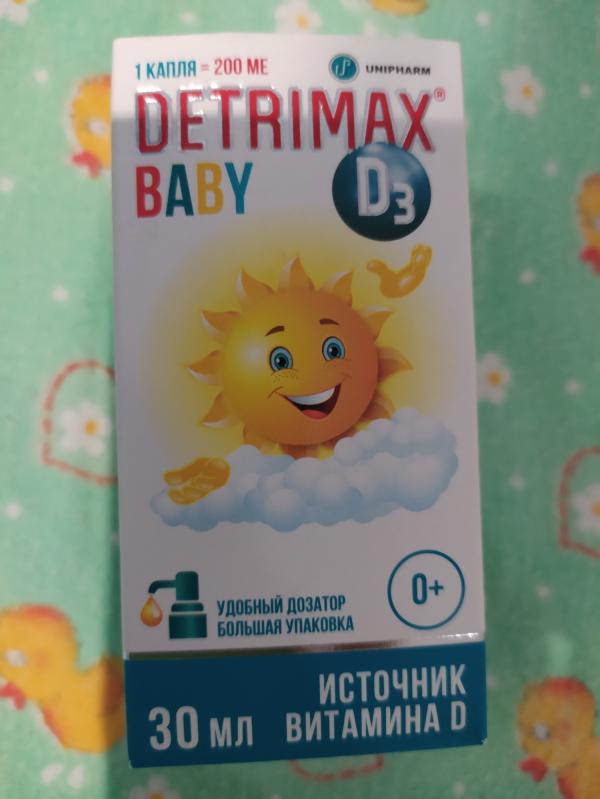 1 КАПЛЯ = 200 МЕ
UNIPHARM
DETRIMAX®
BABY
D3
0+
УДОБНЫЙ ДОЗАТОР
БОЛЬШАЯ УПАКОВКА
30 МЛ
ИСТОЧНИК
ВИТАМИНА D